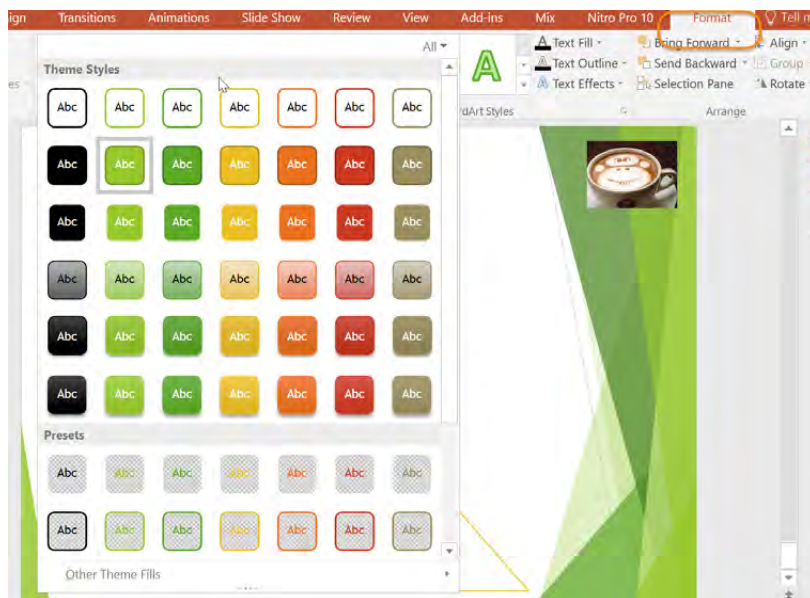 ign Transitions Animations Slide Show Review View Add-ins Mix Nitro Pro 10 Format Tell m
All
Text Fill
Bring Forward
Align
Theme Styles
A
Text Outline
Send Backward
Group
es
Text Effects
Selection Pane
Rotate
Abc Abc Abc Abc Abc Abc Abc
rdArt Styles
Arrange
Abc Abc Abc Abc Abc Abc Abc
Abc Abc Abc Abc Abc Abc Abc
Abc Abc Abc Abc Abc Abc Abc
Abc Abc Abc Abc Abc Abc Abc
Abc Abc Abc Abc Abc Abc Abc
Presets
Abc Abc Abc Abc Abc Abc Abc
Abc Abc Abc Abc Abc Abc Abc
Other Theme Fills